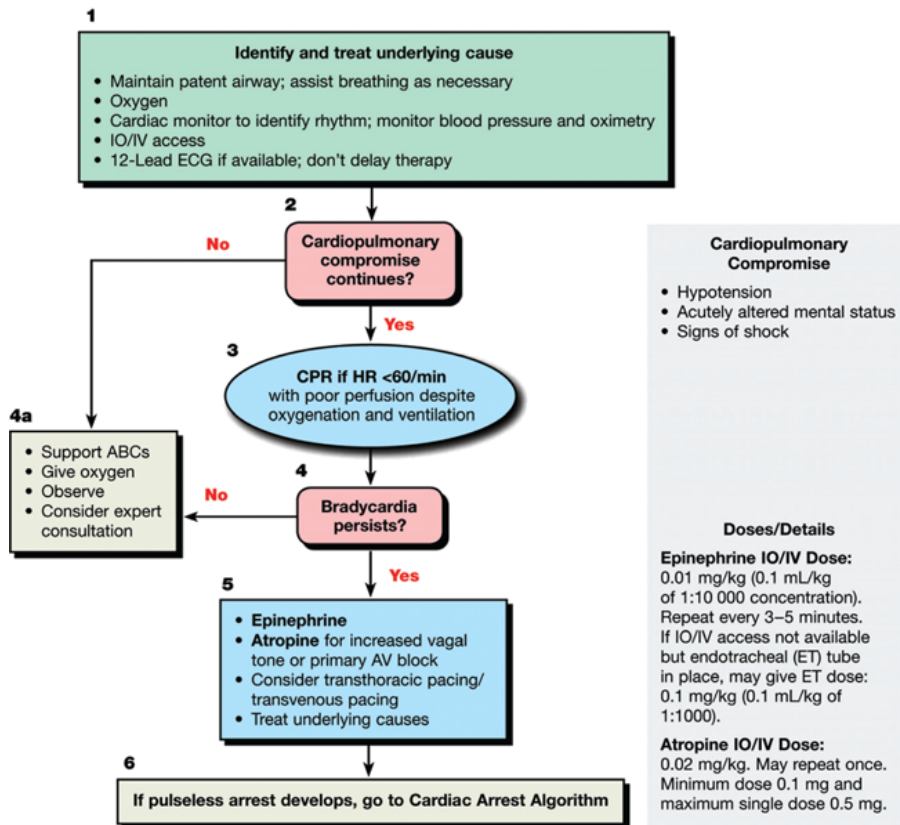 1
Identify and treat underlying cause
• Maintain patent airway; assist breathing as necessary
• Oxygen
• Cardiac monitor to identify rhythm; monitor blood pressure and oximetry
• IO/IV access
• 12-Lead ECG if available; don't delay therapy
2
Cardiopulmonary
compromise
continues?
No
Yes
3
CPR if HR <60/min
with poor perfusion despite
oxygenation and ventilation
4a
• Support ABCs
• Give oxygen
• Observe
• Consider expert
consultation
4
Bradycardia
persists?
No
Yes
5
• Epinephrine
• Atropine for increased vagal
tone or primary AV block
• Consider transthoracic pacing/
transvenous pacing
• Treat underlying causes
6
If pulseless arrest develops, go to Cardiac Arrest Algorithm
Cardiopulmonary
Compromise
• Hypotension
• Acutely altered mental status
• Signs of shock
Doses/Details
Epinephrine IO/IV Dose:
0.01 mg/kg (0.1 mL/kg
of 1:10 000 concentration).
Repeat every 3–5 minutes.
If IO/IV access not available
but endotracheal (ET) tube
in place, may give ET dose:
0.1 mg/kg (0.1 mL/kg of
1:1000).
Atropine IO/IV Dose:
0.02 mg/kg. May repeat once.
Minimum dose 0.1 mg and
maximum single dose 0.5 mg.